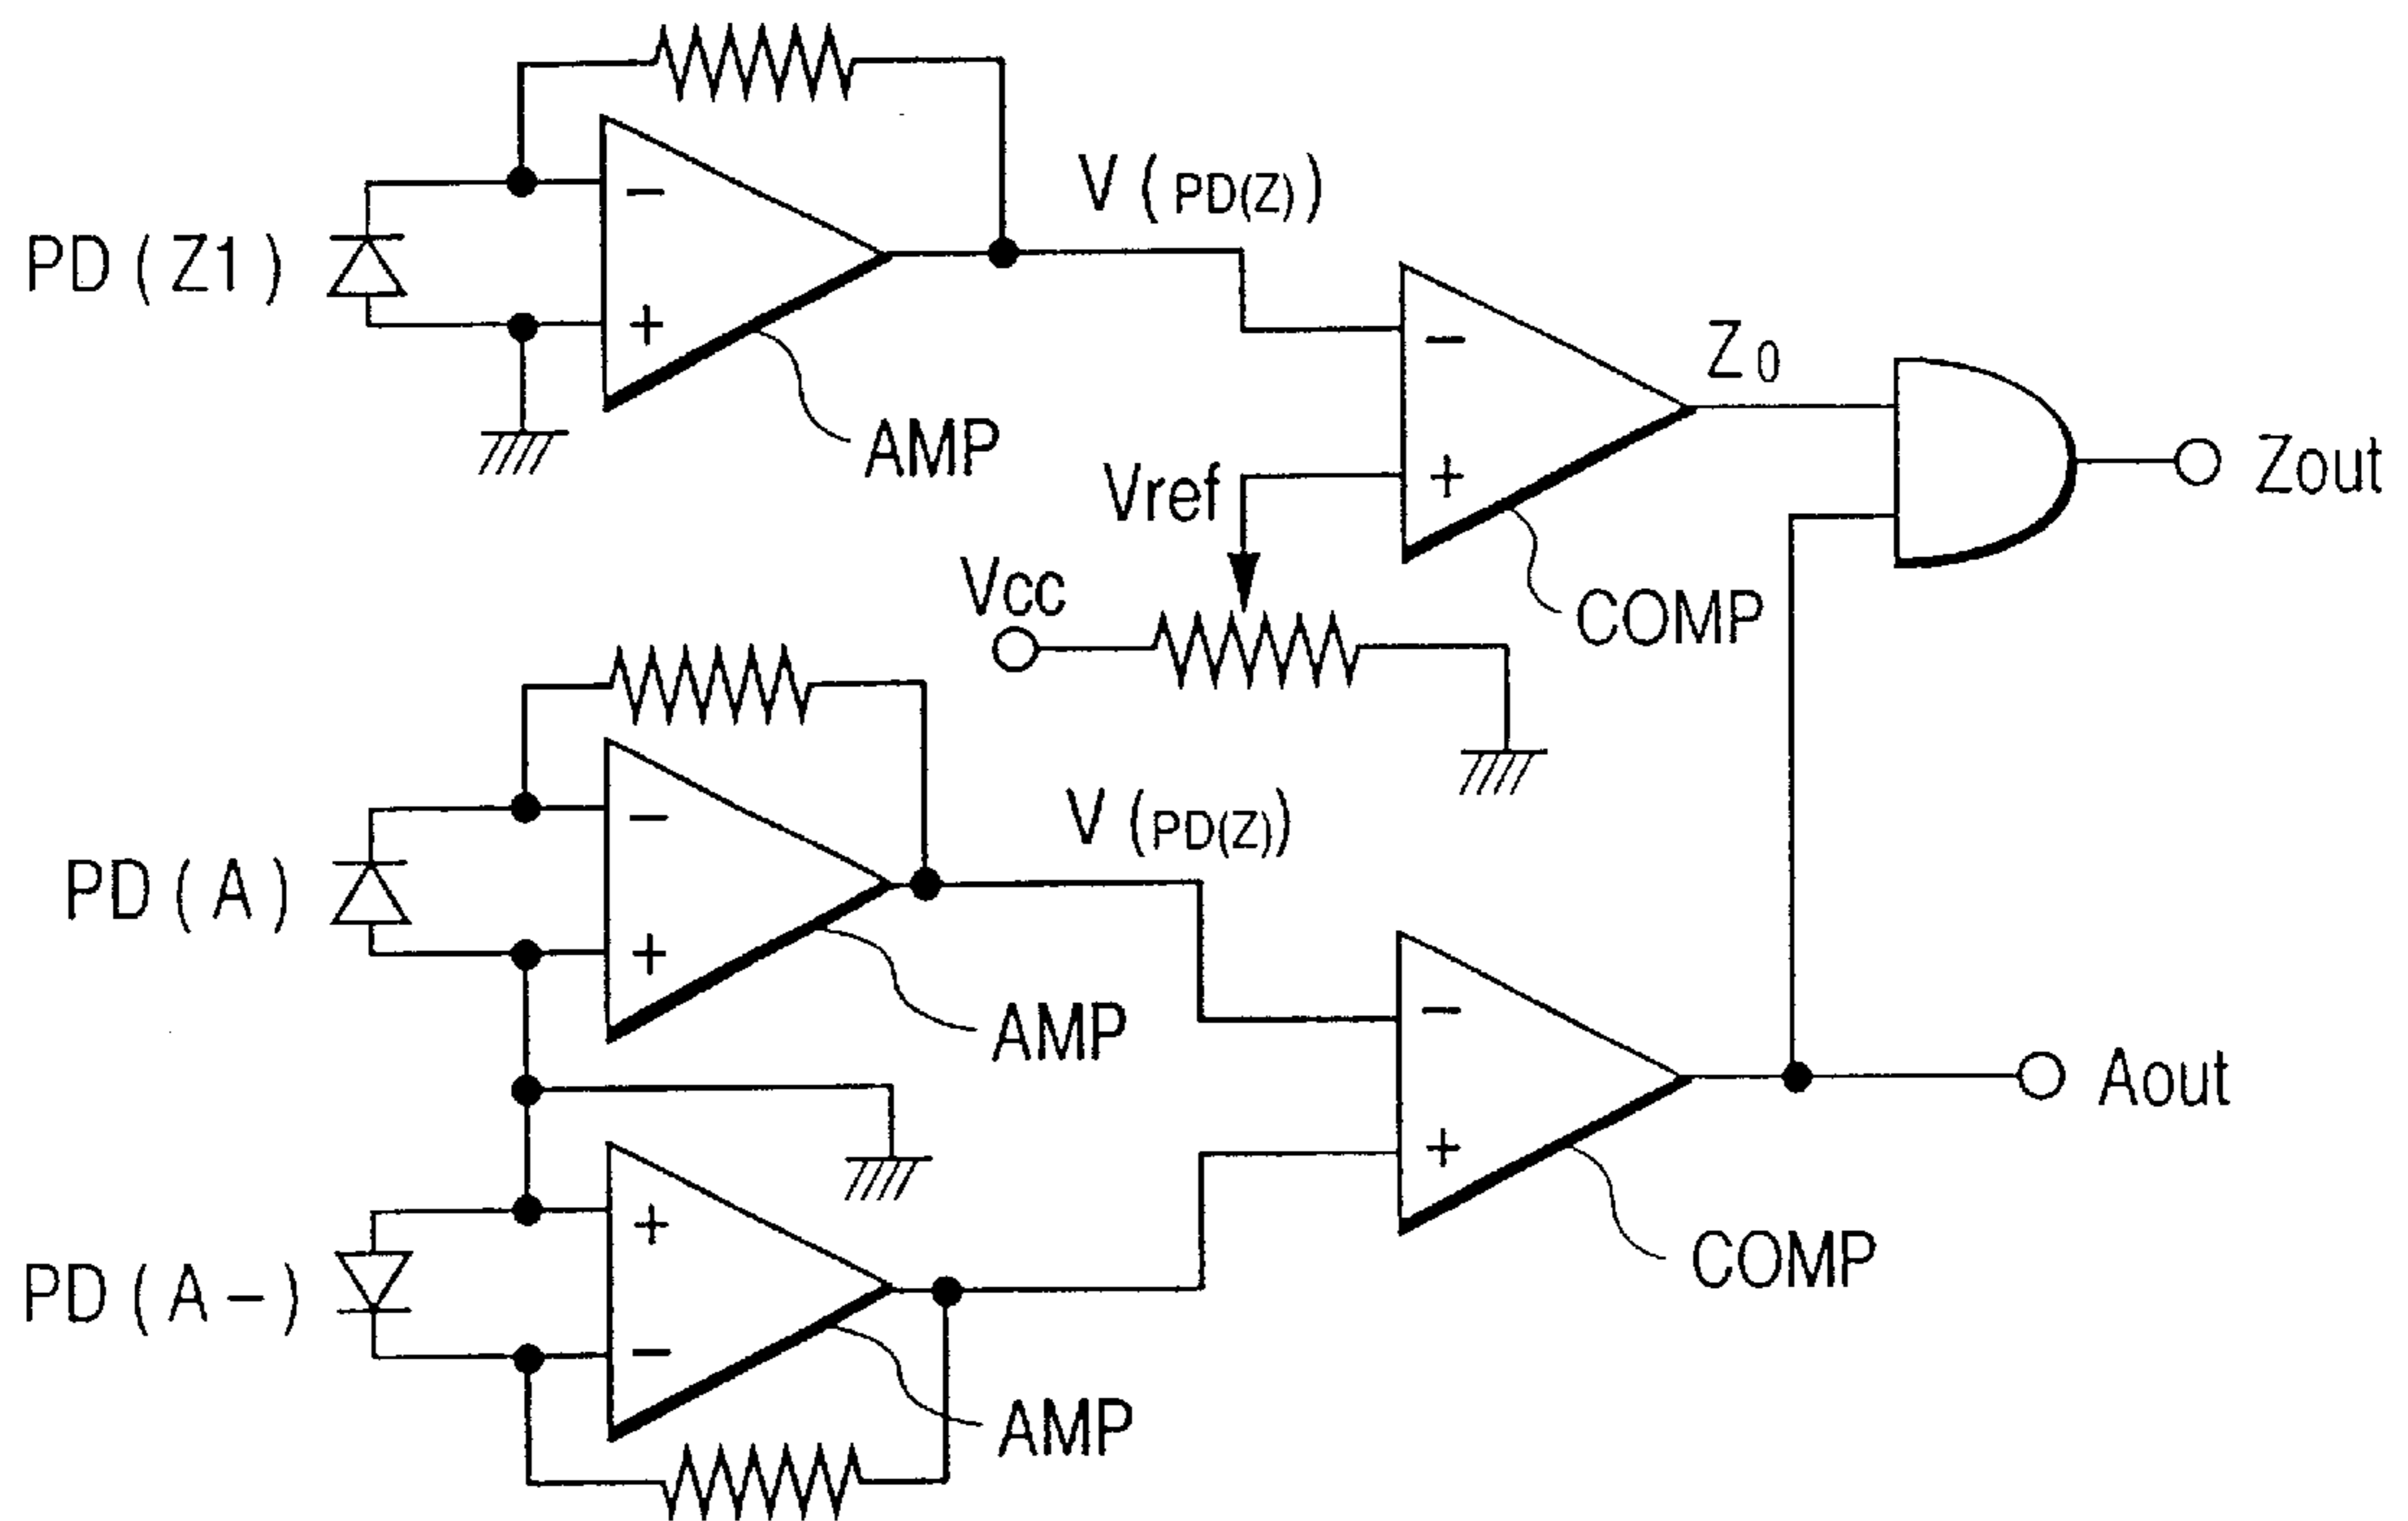 V (PD(Z))
PD (Z1)
−
+
AMP
−
+
Z0
Vref
Zout
Vcc
COMP
V (PD(Z))
PD (A)
−
+
AMP
−
+
Aout
PD (A−)
+
−
COMP
AMP